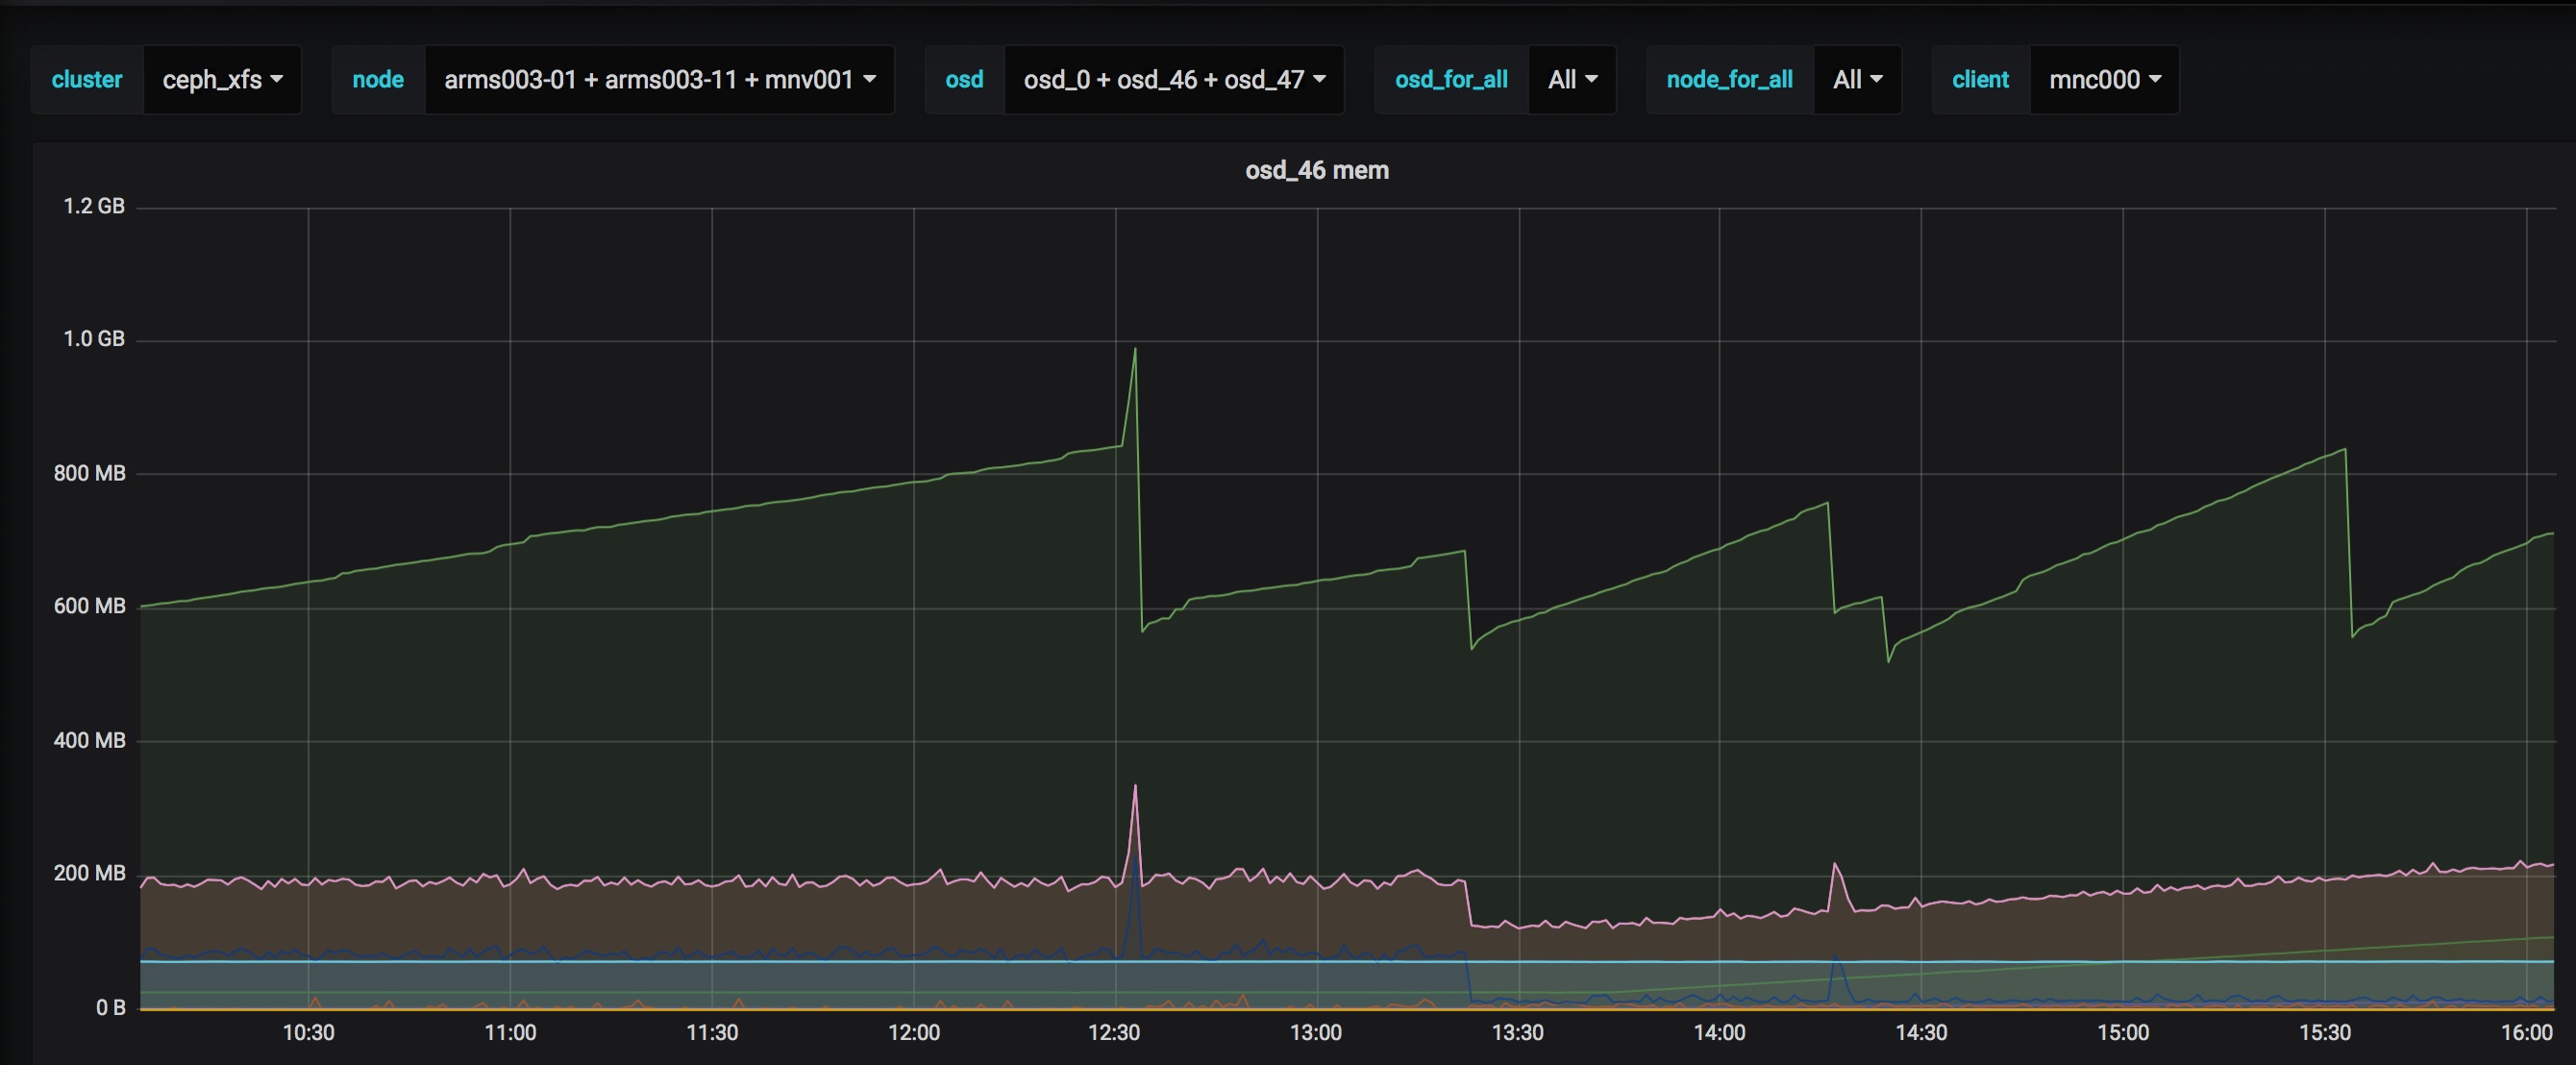 cluster ceph_xfs node arms003-01 + arms003-11 + mnv001 osd osd_0 + osd_46 + osd_47 osd_for_all All node_for_all All client mnc000
osd_46 mem
1.2 GB
1.0 GB
800 MB
600 MB
400 MB
200 MB
0 B
10:30 11:00 11:30 12:00 12:30 13:00 13:30 14:00 14:30 15:00 15:30 16:00